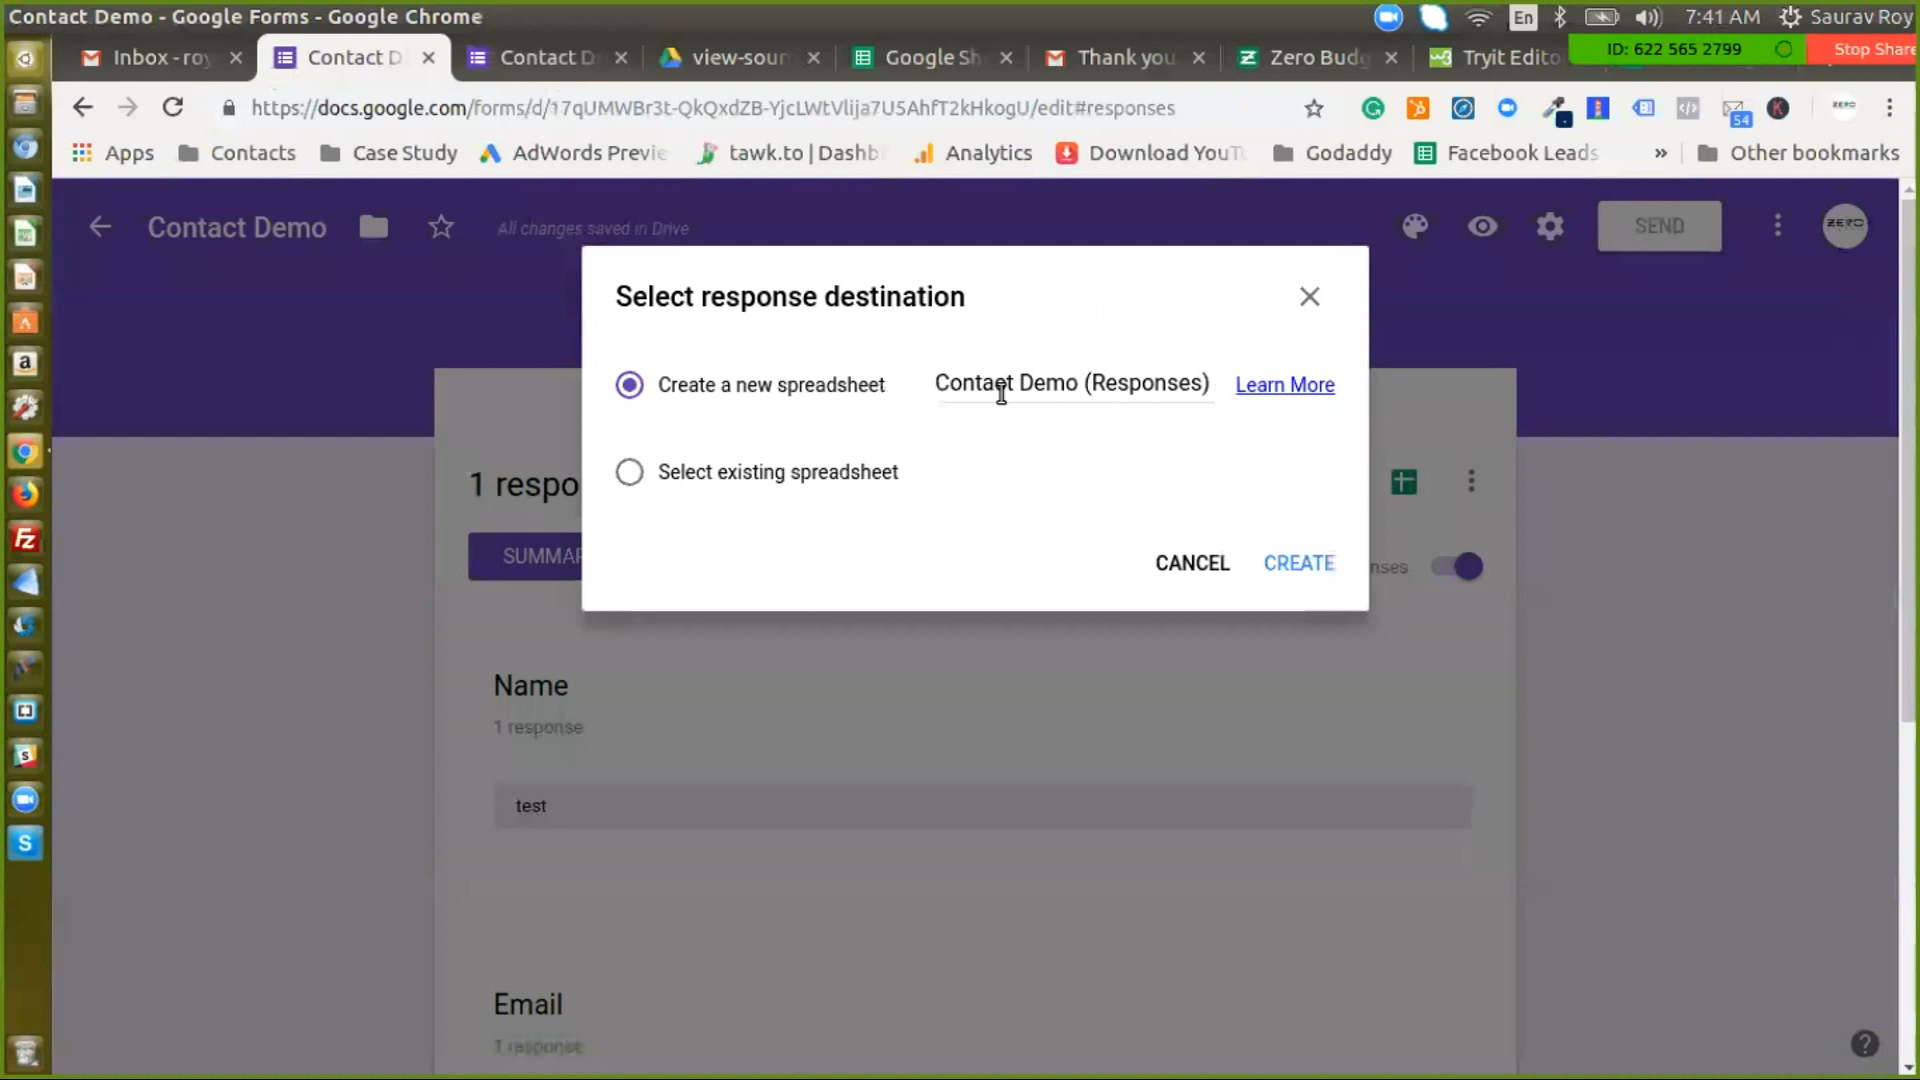 Contact Demo - Google Forms - Google Chrome
En
7:41 AM
Saurav Roy
Inbox - roy
Contact D
Contact D
view-sour
Google Sh
Thank you
Zero Budg
Tryit Edito
ID: 622 565 2799
Stop Share
https://docs.google.com/forms/d/17qUMWBr3t-QkQxdZB-YjcLWtVlija7U5AhfT2kHkogU/edit#responses
54
ZERO
Apps
Contacts
Case Study
AdWords Previe
tawk.to | Dashb
Analytics
Download YouT
Godaddy
Facebook Leads
»
Other bookmarks
Contact Demo
All changes saved in Drive
SEND
ZERO
Select response destination
Create a new spreadsheet
Contact Demo (Responses)
Learn More
Select existing spreadsheet
CANCEL
CREATE
1 respo
SUMMAR
nses
Name
1 response
test
Email
1 response